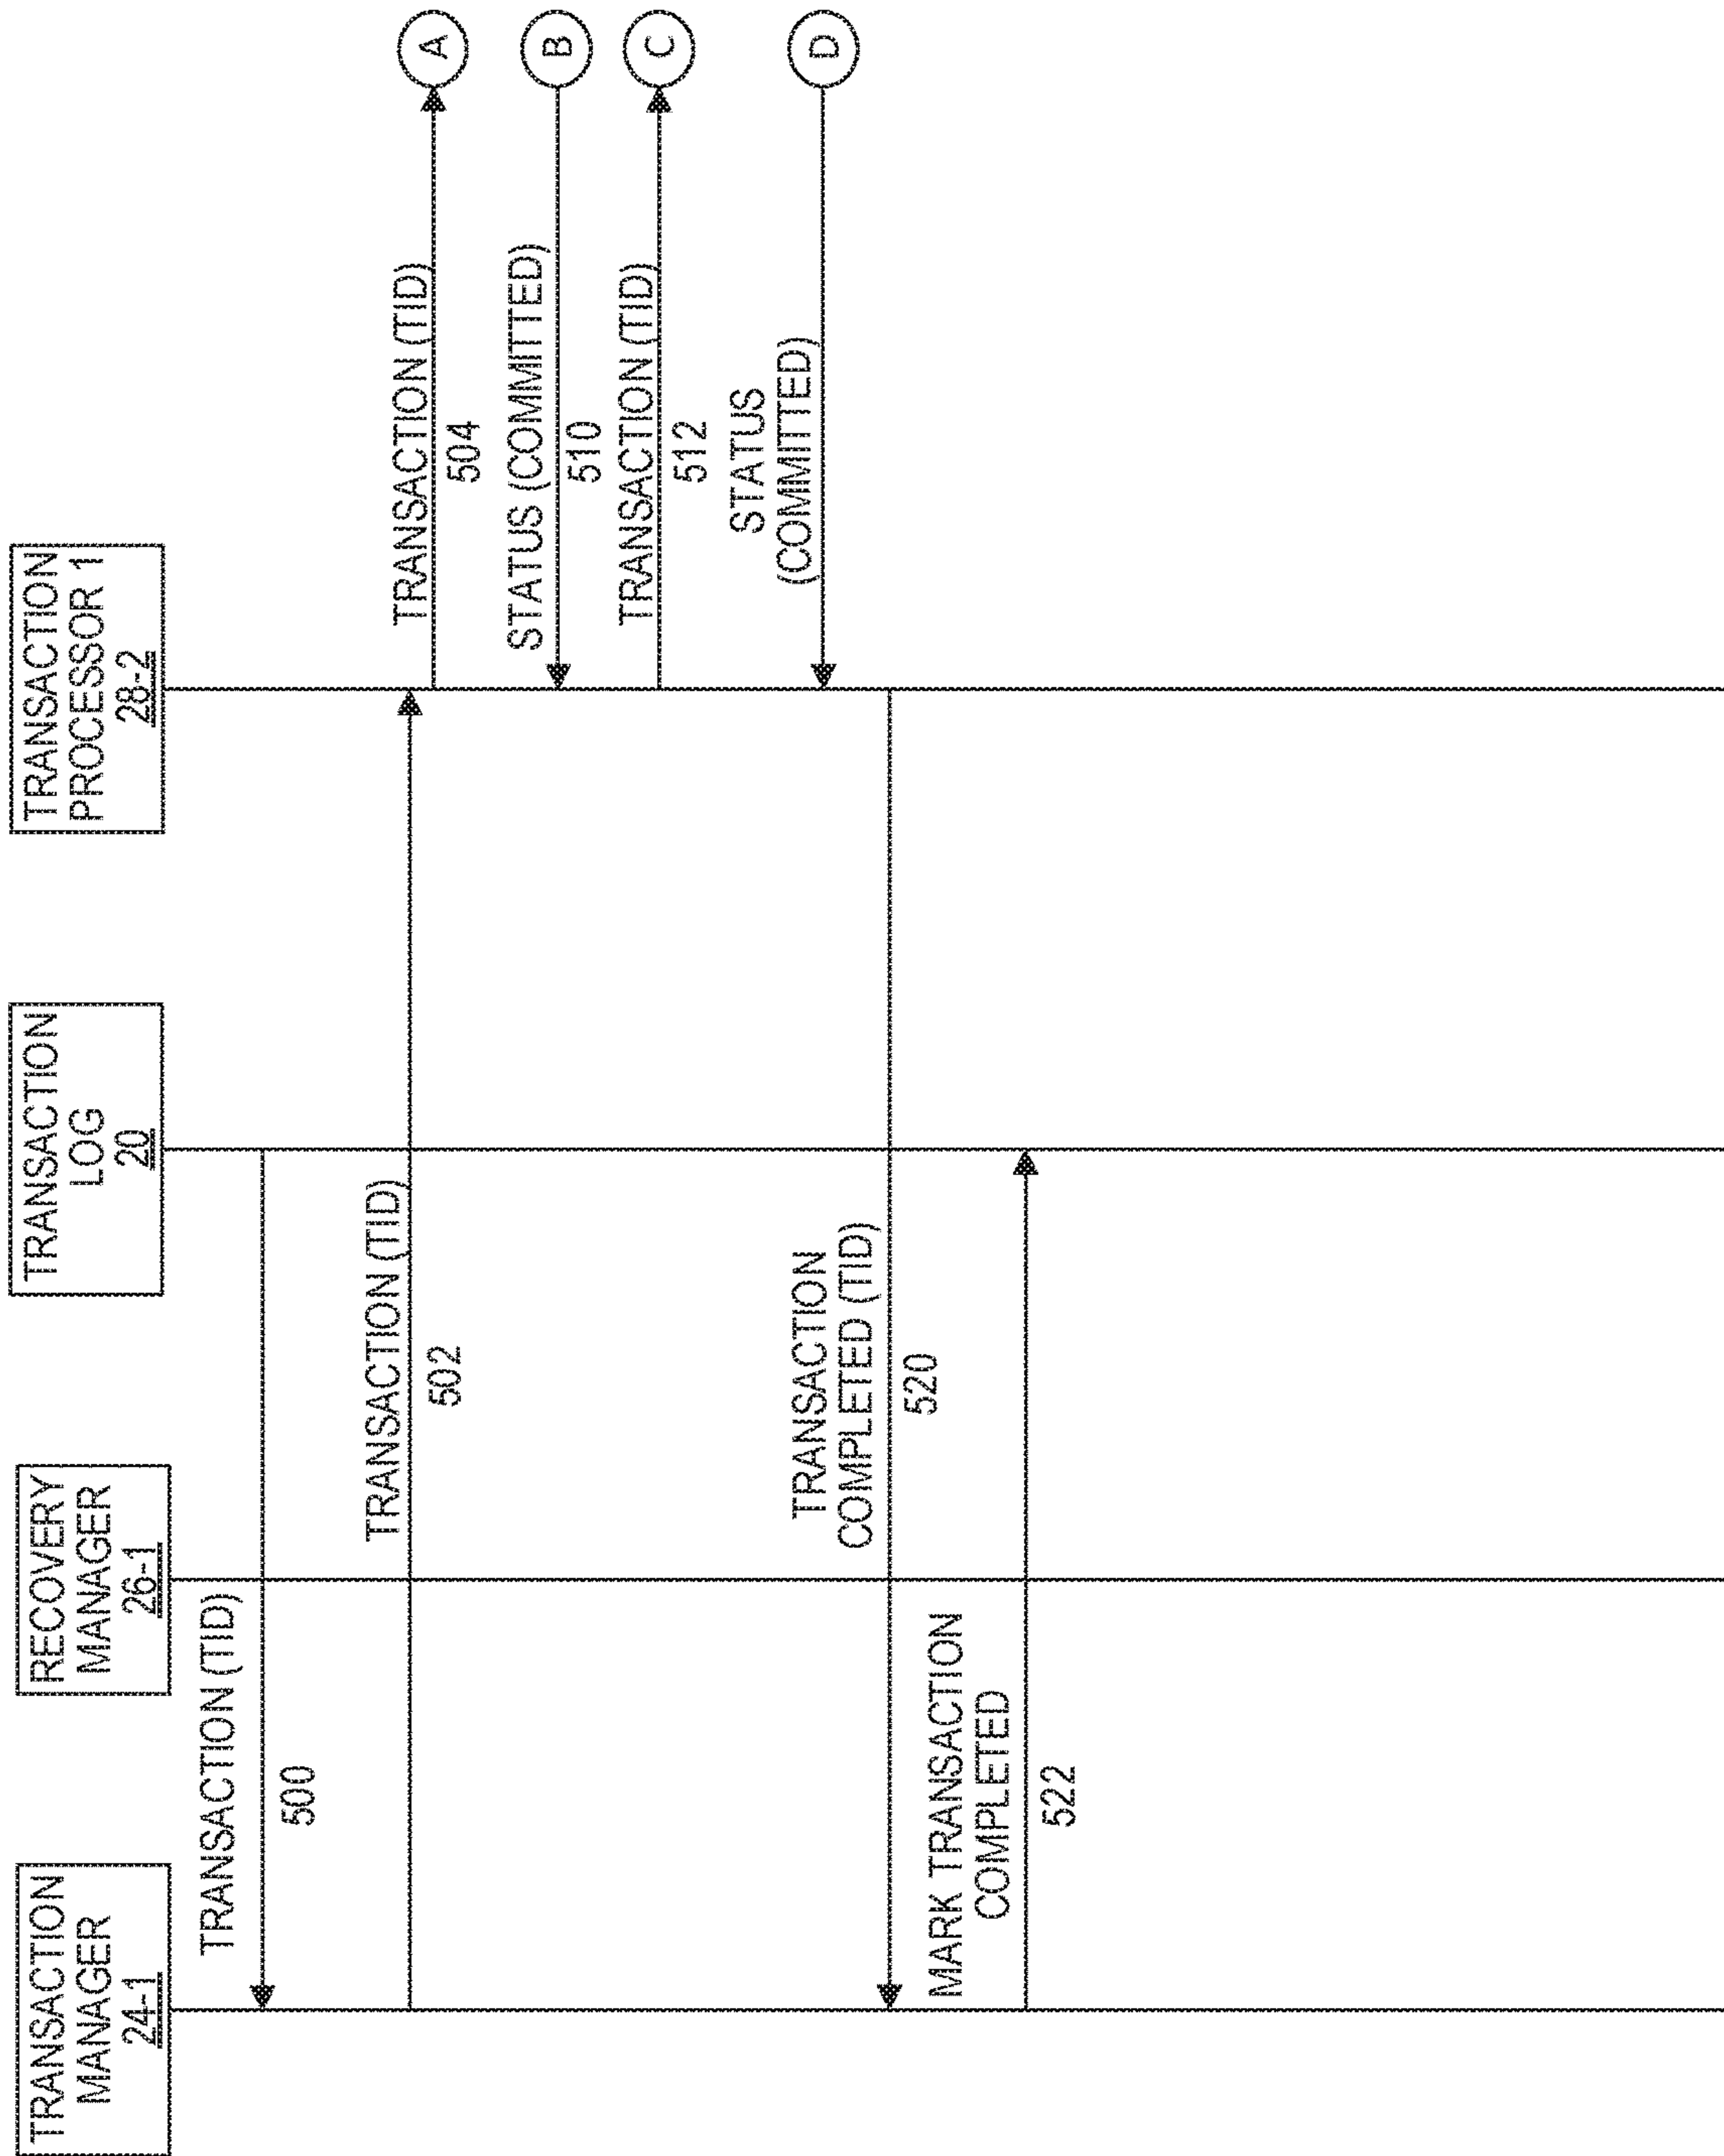 TRANSACTION
MANAGER
24-1
RECOVERY
MANAGER
26-1
TRANSACTION
LOG
20
TRANSACTION
PROCESSOR 1
28-2
TRANSACTION (TID)
500
TRANSACTION (TID)
502
TRANSACTION (TID)
504
A
STATUS (COMMITTED)
510
B
TRANSACTION (TID)
512
C
STATUS
(COMMITTED)
D
TRANSACTION
COMPLETED (TID)
520
MARK TRANSACTION
COMPLETED
522